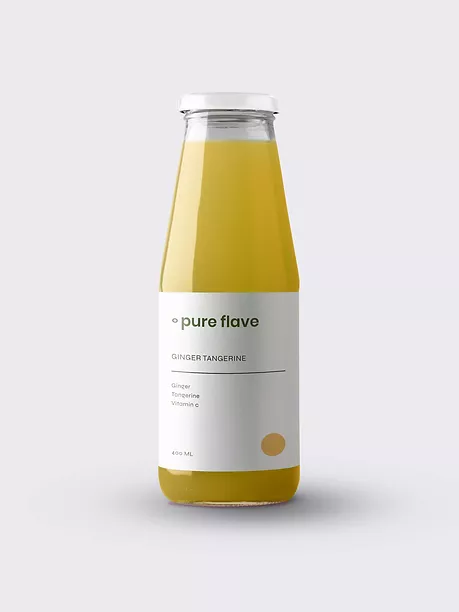 pure flave
GINGER TANGERINE
Ginger
Tangerine
Vitamin c
400 ML